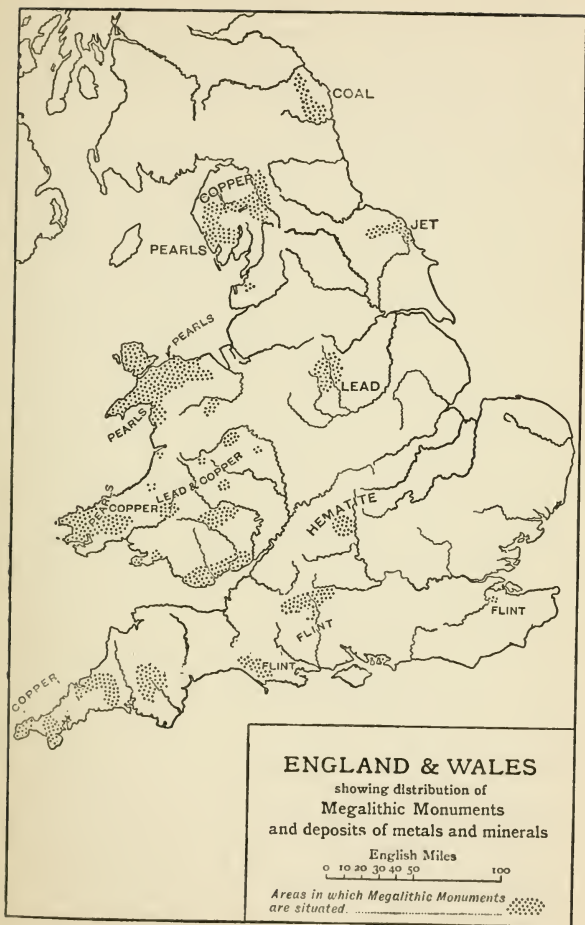 COAL
COPPER
JET
PEARLS
PEARLS
LEAD
PEARLS
LEAD & COPPER
PEARLS
COPPER
HEMATITE
FLINT
FLINT
FLINT
COPPER
ENGLAND & WALES
showing distribution of
Megalithic Monuments
and deposits of metals and minerals
English Miles
0 10 20 30 40 50 100
Areas in which Megalithic Monuments
are situated.